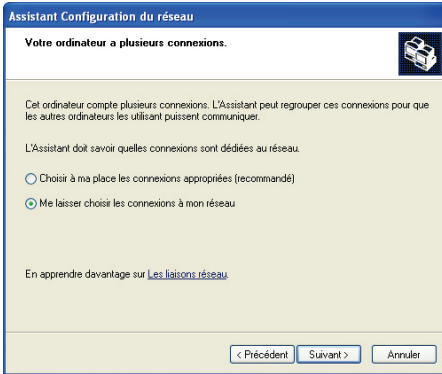 Assistant Configuration du réseau
Votre ordinateur a plusieurs connexions.
Cet ordinateur compte plusieurs connexions. L'Assistant peut regrouper ces connexions pour que
les autres ordinateurs les utilisant puissent communiquer.
L'Assistant doit savoir quelles connexions sont dédiées au réseau.
Choisir à ma place les connexions appropriées (recommandé)
Me laisser choisir les connexions à mon réseau
En apprendre davantage sur Les liaisons réseau.
< Précédent Suivant > Annuler